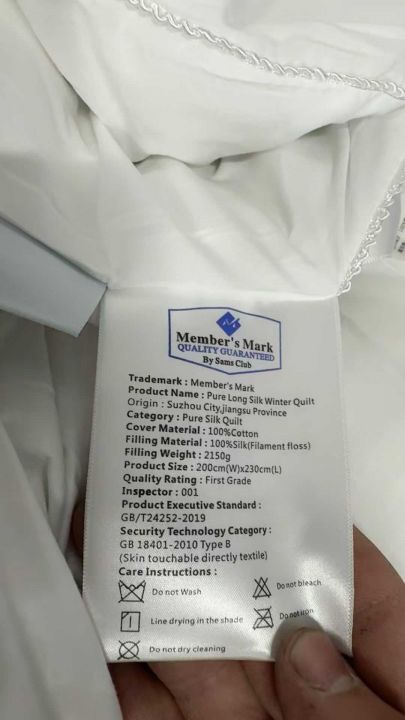 Member's Mark
QUALITY GUARANTEED
By Sams Club
Trademark : Member's Mark
Product Name : Pure Long Silk Winter Quilt
Origin : Suzhou City,jiangsu Province
Category : Pure Silk Quilt
Cover Material : 100%Cotton
Filling Material : 100%Silk(Filament floss)
Filling Weight : 2150g
Product Size : 200cm(W)x230cm(L)
Quality Rating : First Grade
Inspector : 001
Product Executive Standard :
GB/T24252-2019
Security Technology Category :
GB 18401-2010 Type B
(Skin touchable directly textile)
Care Instructions :
Do not Wash
Do not bleach
Line drying in the shade
Do not iron
Do not dry cleaning